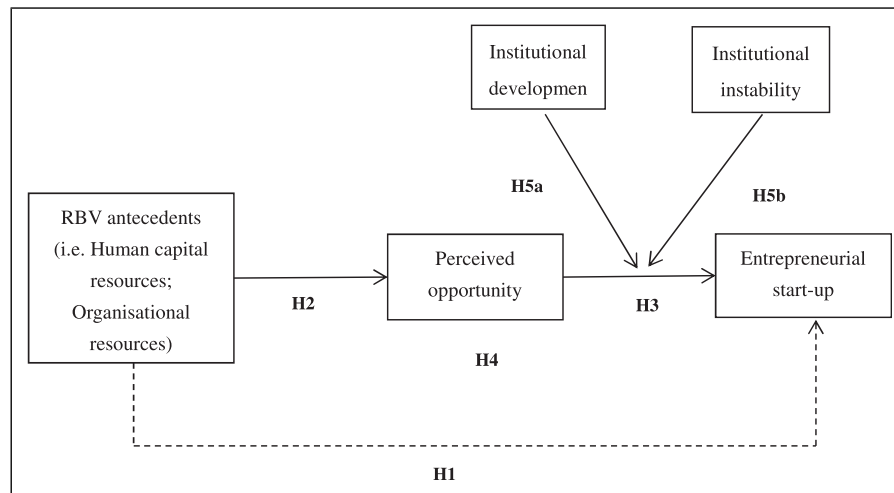 Institutional
developmen
Institutional
instability
H5a
H5b
RBV antecedents
(i.e. Human capital
resources;
Organisational
resources)
H2
Perceived
opportunity
H3
Entrepreneurial
start-up
H4
H1